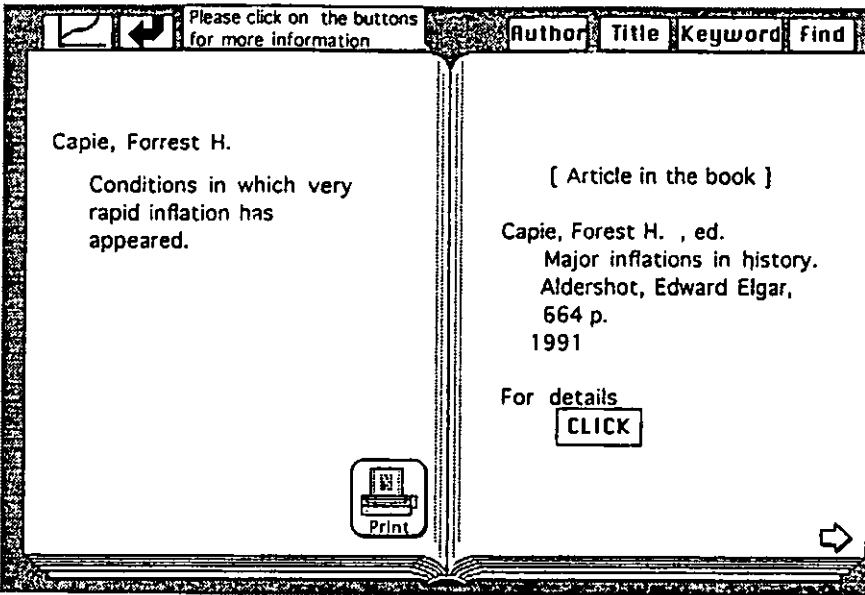 Please click on the buttons
for more information
Author Title Keyword Find
Capie, Forrest H.
Conditions in which very
rapid inflation has
appeared.
Print
[ Article in the book ]
Capie, Forest H. , ed.
Major inflations in history.
Aldershot, Edward Elgar,
664 p.
1991
For details
CLICK